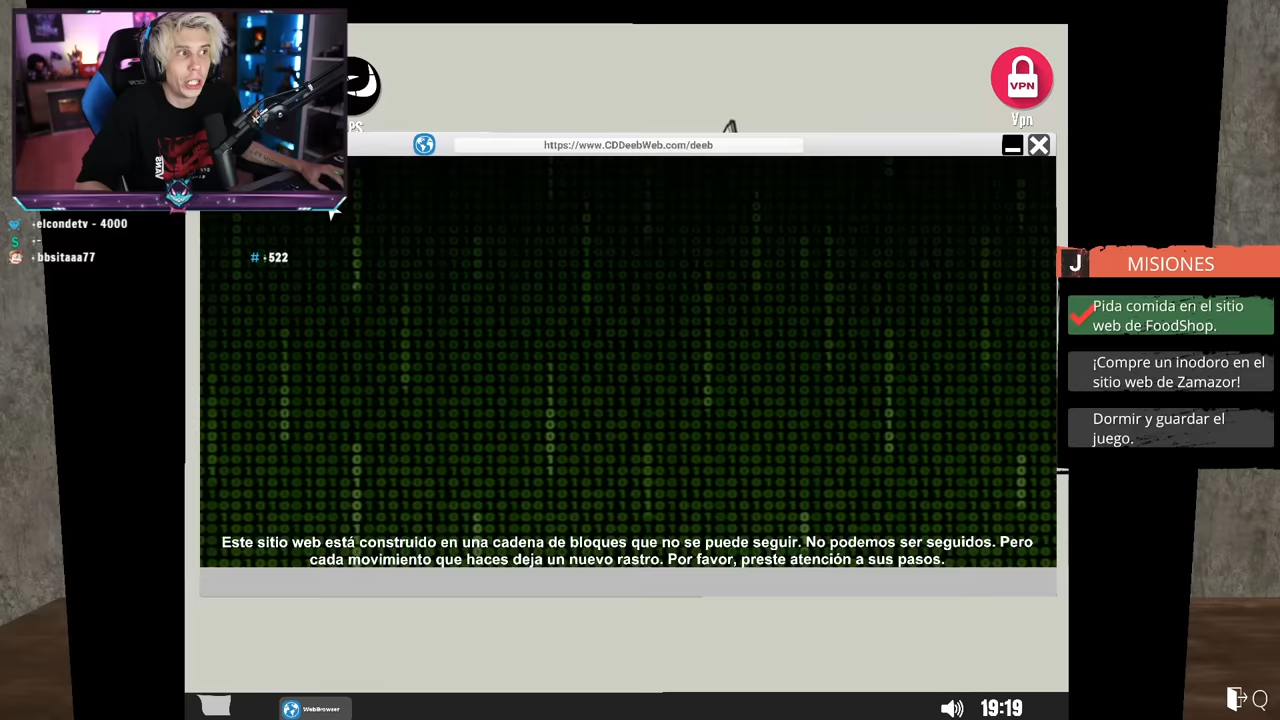 VPN
Vpn
PS
https://www.CDDeebWeb.com/deeb
elcondetv - 4000
-
bbsitaaa77
# 522
J MISIONES
Pida comida en el sitio
web de FoodShop.
¡Compre un inodoro en el
sitio web de Zamazor!
Dormir y guardar el
juego.
Este sitio web está construido en una cadena de bloques que no se puede seguir. No podemos ser seguidos. Pero
cada movimiento que haces deja un nuevo rastro. Por favor, preste atención a sus pasos.
WebBrowser
19:19
Q